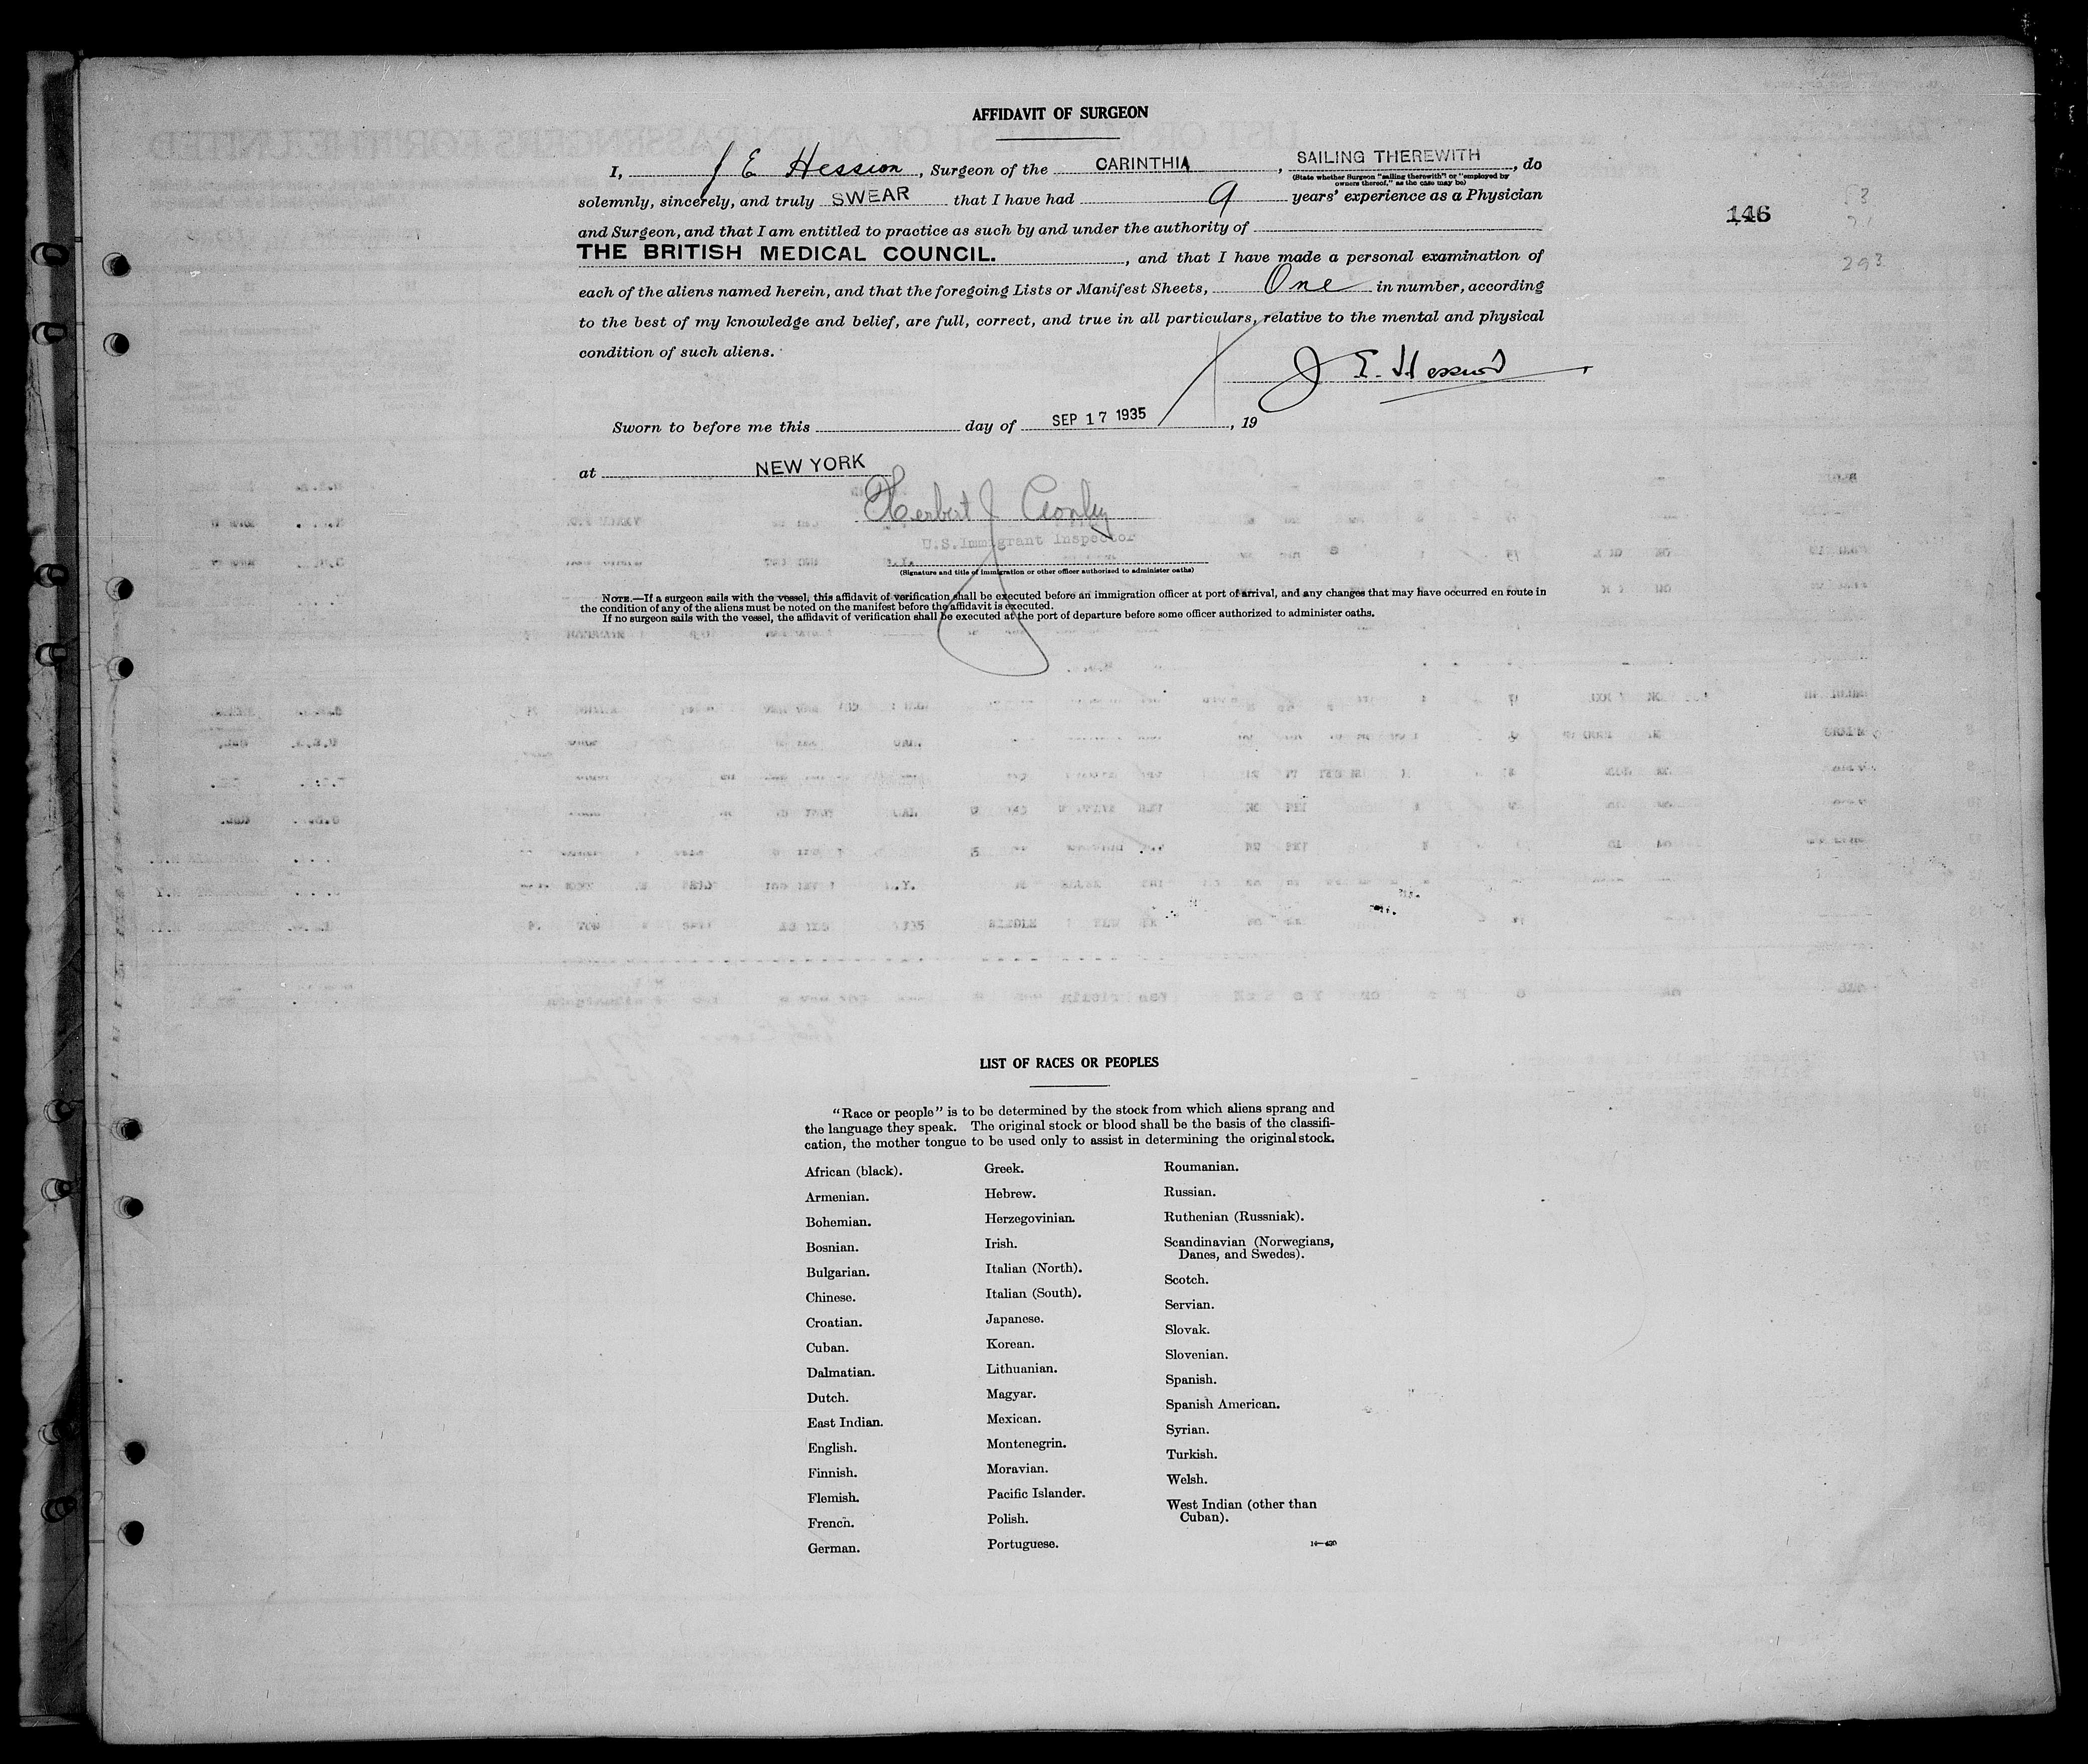 AFFIDAVIT OF SURGEON
I, J E Hession, Surgeon of the CARINTHIA, SAILING THEREWITH, do
(State whether Surgeon "sailing therewith" or "employed by
owners thereof," as the case may be)
solemnly, sincerely, and truly SWEAR that I have had 9 years' experience as a Physician
146
and Surgeon, and that I am entitled to practice as such by and under the authority of
THE BRITISH MEDICAL COUNCIL., and that I have made a personal examination of
293
each of the aliens named herein, and that the foregoing Lists or Manifest Sheets, One in number, according
to the best of my knowledge and belief, are full, correct, and true in all particulars, relative to the mental and physical
condition of such aliens.
J E. Hession
Sworn to before me this day of SEP 17 1935, 19
at NEW YORK
Herbert J
U.S. Immigrant Inspector
(Signature and title of immigration or other officer authorized to administer oaths)
NOTE.—If a surgeon sails with the vessel, this affidavit of verification shall be executed before an immigration officer at port of arrival, and any changes that may have occurred en route in
the condition of any of the aliens must be noted on the manifest before the affidavit is executed.
If no surgeon sails with the vessel, the affidavit of verification shall be executed at the port of departure before some officer authorized to administer oaths.
LIST OF RACES OR PEOPLES
"Race or people" is to be determined by the stock from which aliens sprang and
the language they speak. The original stock or blood shall be the basis of the classifi-
cation, the mother tongue to be used only to assist in determining the original stock.
African (black).
Armenian.
Bohemian.
Bosnian.
Bulgarian.
Chinese.
Croatian.
Cuban.
Dalmatian.
Dutch.
East Indian.
English.
Finnish.
Flemish.
French.
German.
Greek.
Hebrew.
Herzegovinian.
Irish.
Italian (North).
Italian (South).
Japanese.
Korean.
Lithuanian.
Magyar.
Mexican.
Montenegrin.
Moravian.
Pacific Islander.
Polish.
Portuguese.
Roumanian.
Russian.
Ruthenian (Russniak).
Scandinavian (Norwegians,
Danes, and Swedes).
Scotch.
Servian.
Slovak.
Slovenian.
Spanish.
Spanish American.
Syrian.
Turkish.
Welsh.
West Indian (other than
Cuban).